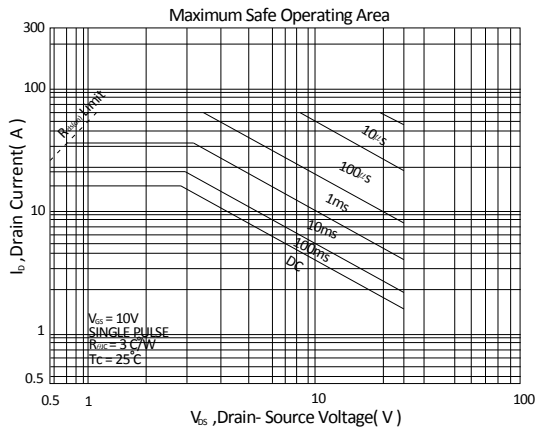 Maximum Safe Operating Area
300
100
10
1
0.5
I_D ,Drain Current( A )
R_DS(on) Limit
10μs
100μs
1ms
10ms
100ms
DC
V_GS = 10V
SINGLE PULSE
R_θJC = 3 °C/W
Tc = 25°C
0.5
1
10
100
V_DS ,Drain- Source Voltage( V )